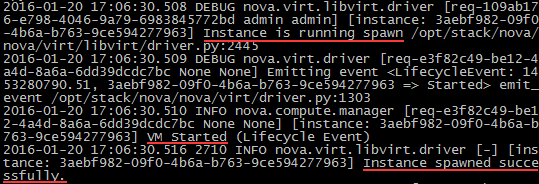 2016-01-20 17:06:30.508 DEBUG nova.virt.libvirt.driver [req-109ab17
6-e798-4046-9a79-6983845772bd admin admin] [instance: 3aebf982-09f0
-4b6a-b763-9ce594277963] Instance is running spawn /opt/stack/nova/
nova/virt/libvirt/driver.py:2445
2016-01-20 17:06:30.509 DEBUG nova.virt.driver [req-e3f82c49-be12-4
a4d-8a6a-6dd39dcdc7bc None None] Emitting event <LifecycleEvent: 14
53280790.51, 3aebf982-09f0-4b6a-b763-9ce594277963 => Started> emit_
event /opt/stack/nova/nova/virt/driver.py:1303
2016-01-20 17:06:30.510 INFO nova.compute.manager [req-e3f82c49-be1
2-4a4d-8a6a-6dd39dcdc7bc None None] [instance: 3aebf982-09f0-4b6a-b
763-9ce594277963] VM Started (Lifecycle Event)
2016-01-20 17:06:30.516 2710 INFO nova.virt.libvirt.driver [-] [ins
tance: 3aebf982-09f0-4b6a-b763-9ce594277963] Instance spawned succe
ssfully.